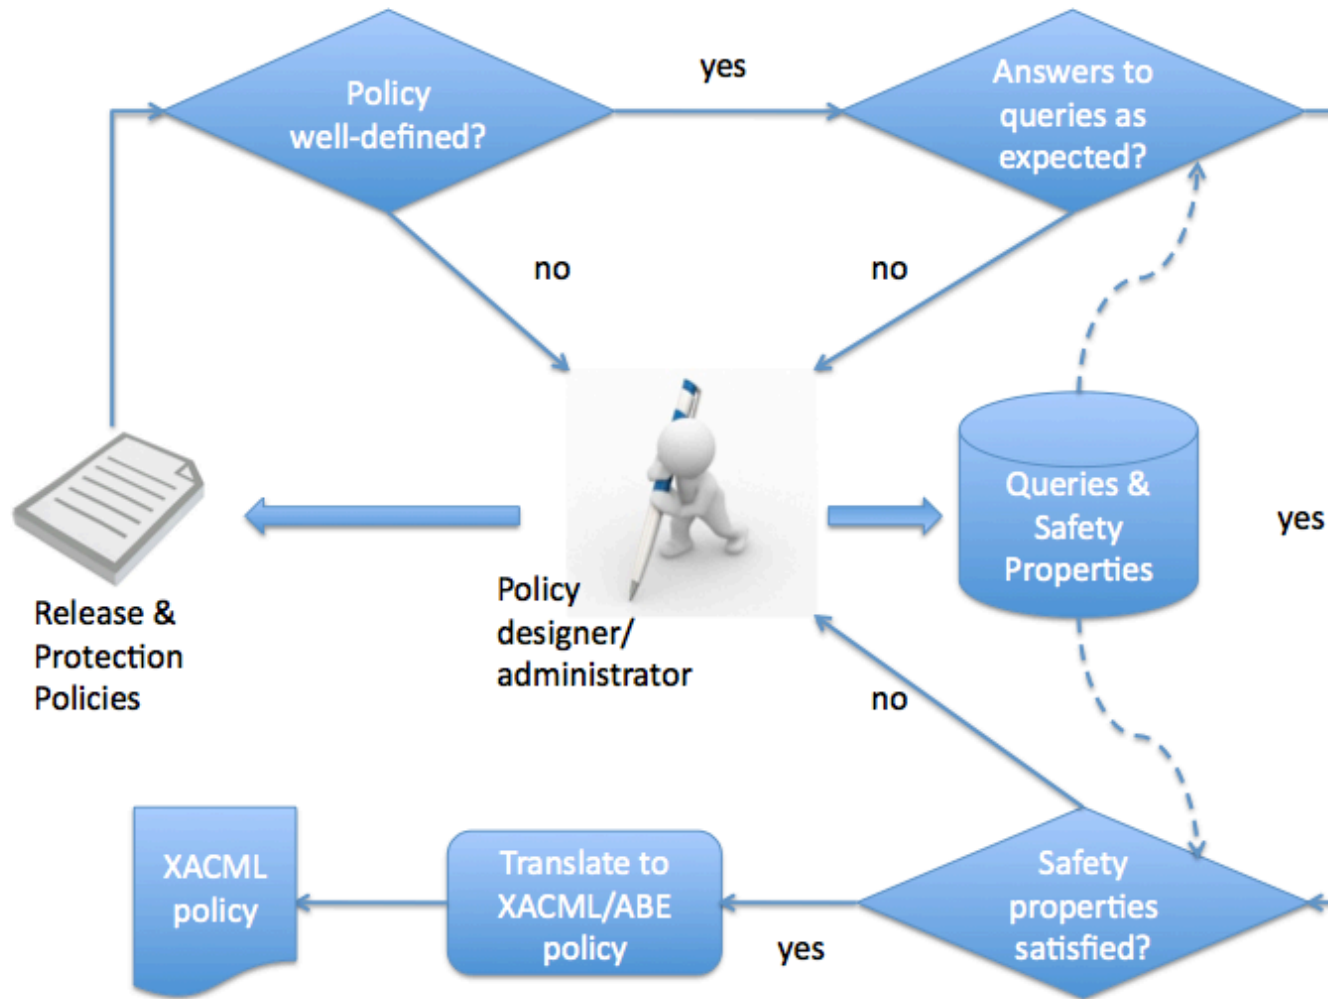 Policy
well-defined?
yes
Answers to
queries as
expected?
no
no
Queries &
Safety
Properties
yes
Release &
Protection
Policies
Policy
designer/
administrator
no
XACML
policy
Translate to
XACML/ABE
policy
yes
Safety
properties
satisfied?